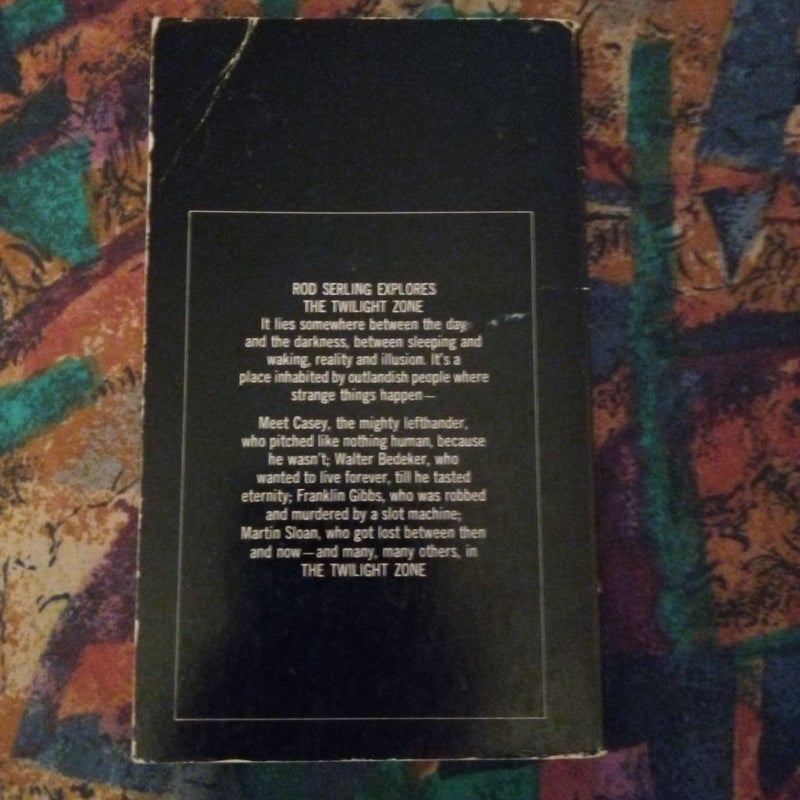 ROD SERLING EXPLORES
THE TWILIGHT ZONE
It lies somewhere between the day
and the darkness, between sleeping and
waking, reality and illusion. It's a
place inhabited by outlandish people where
strange things happen—
Meet Casey, the mighty lefthander,
who pitched like nothing human, because
he wasn't; Walter Bedeker, who
wanted to live forever, till he tasted
eternity; Franklin Gibbs, who was robbed
and murdered by a slot machine;
Martin Sloan, who got lost between then
and now—and many, many others, in
THE TWILIGHT ZONE